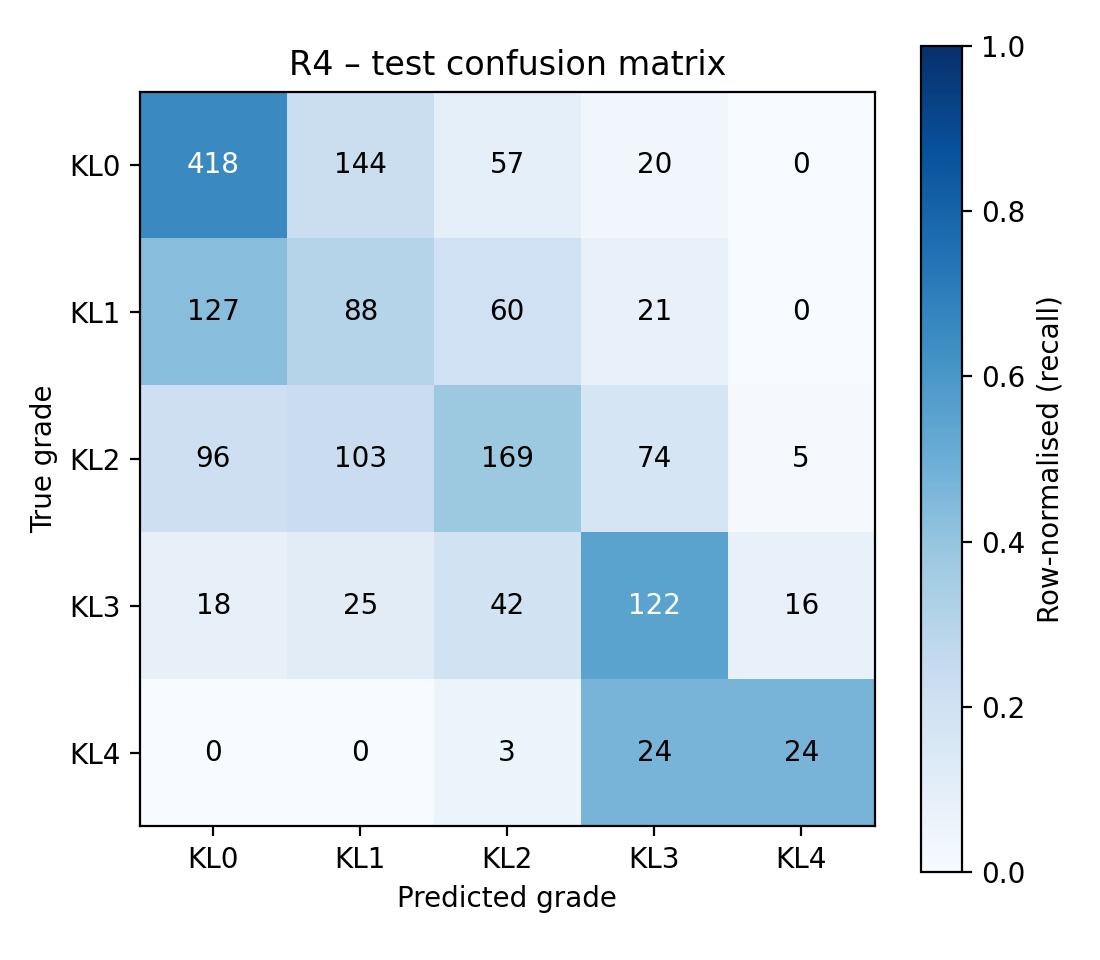 R4 – test confusion matrix
KL0 418 144 57 20 0
KL1 127 88 60 21 0
KL2 96 103 169 74 5
KL3 18 25 42 122 16
KL4 0 0 3 24 24
KL0 KL1 KL2 KL3 KL4
Predicted grade
True grade
1.0
0.8
0.6
0.4
0.2
0.0
Row-normalised (recall)